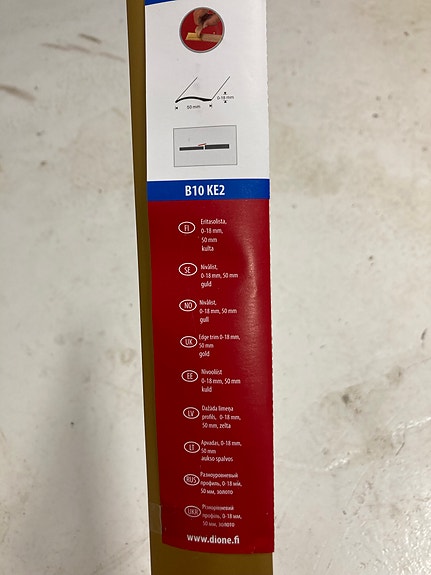 0-18 mm
50 mm
B10 KE2
FI
Eritasolista,
0-18 mm,
50 mm
kulta
SE
Nivålist,
0-18 mm, 50 mm
guld
NO
Nivålist,
0-18 mm, 50 mm
gull
UK
Edge trim 0-18 mm,
50 mm
gold
EE
Nivooliist
0-18 mm, 50 mm
kuld
LV
Dažāda līmeņa
profils, 0-18 mm,
50 mm, zelta
LT
Apvadas, 0-18 mm,
50 mm
aukso spalvos
RUS
Разноуровневый
профиль, 0-18 мм,
50 мм, золото
UKR
Різнорівневий
профіль, 0-18 мм,
50 мм, золото
www.dione.fi